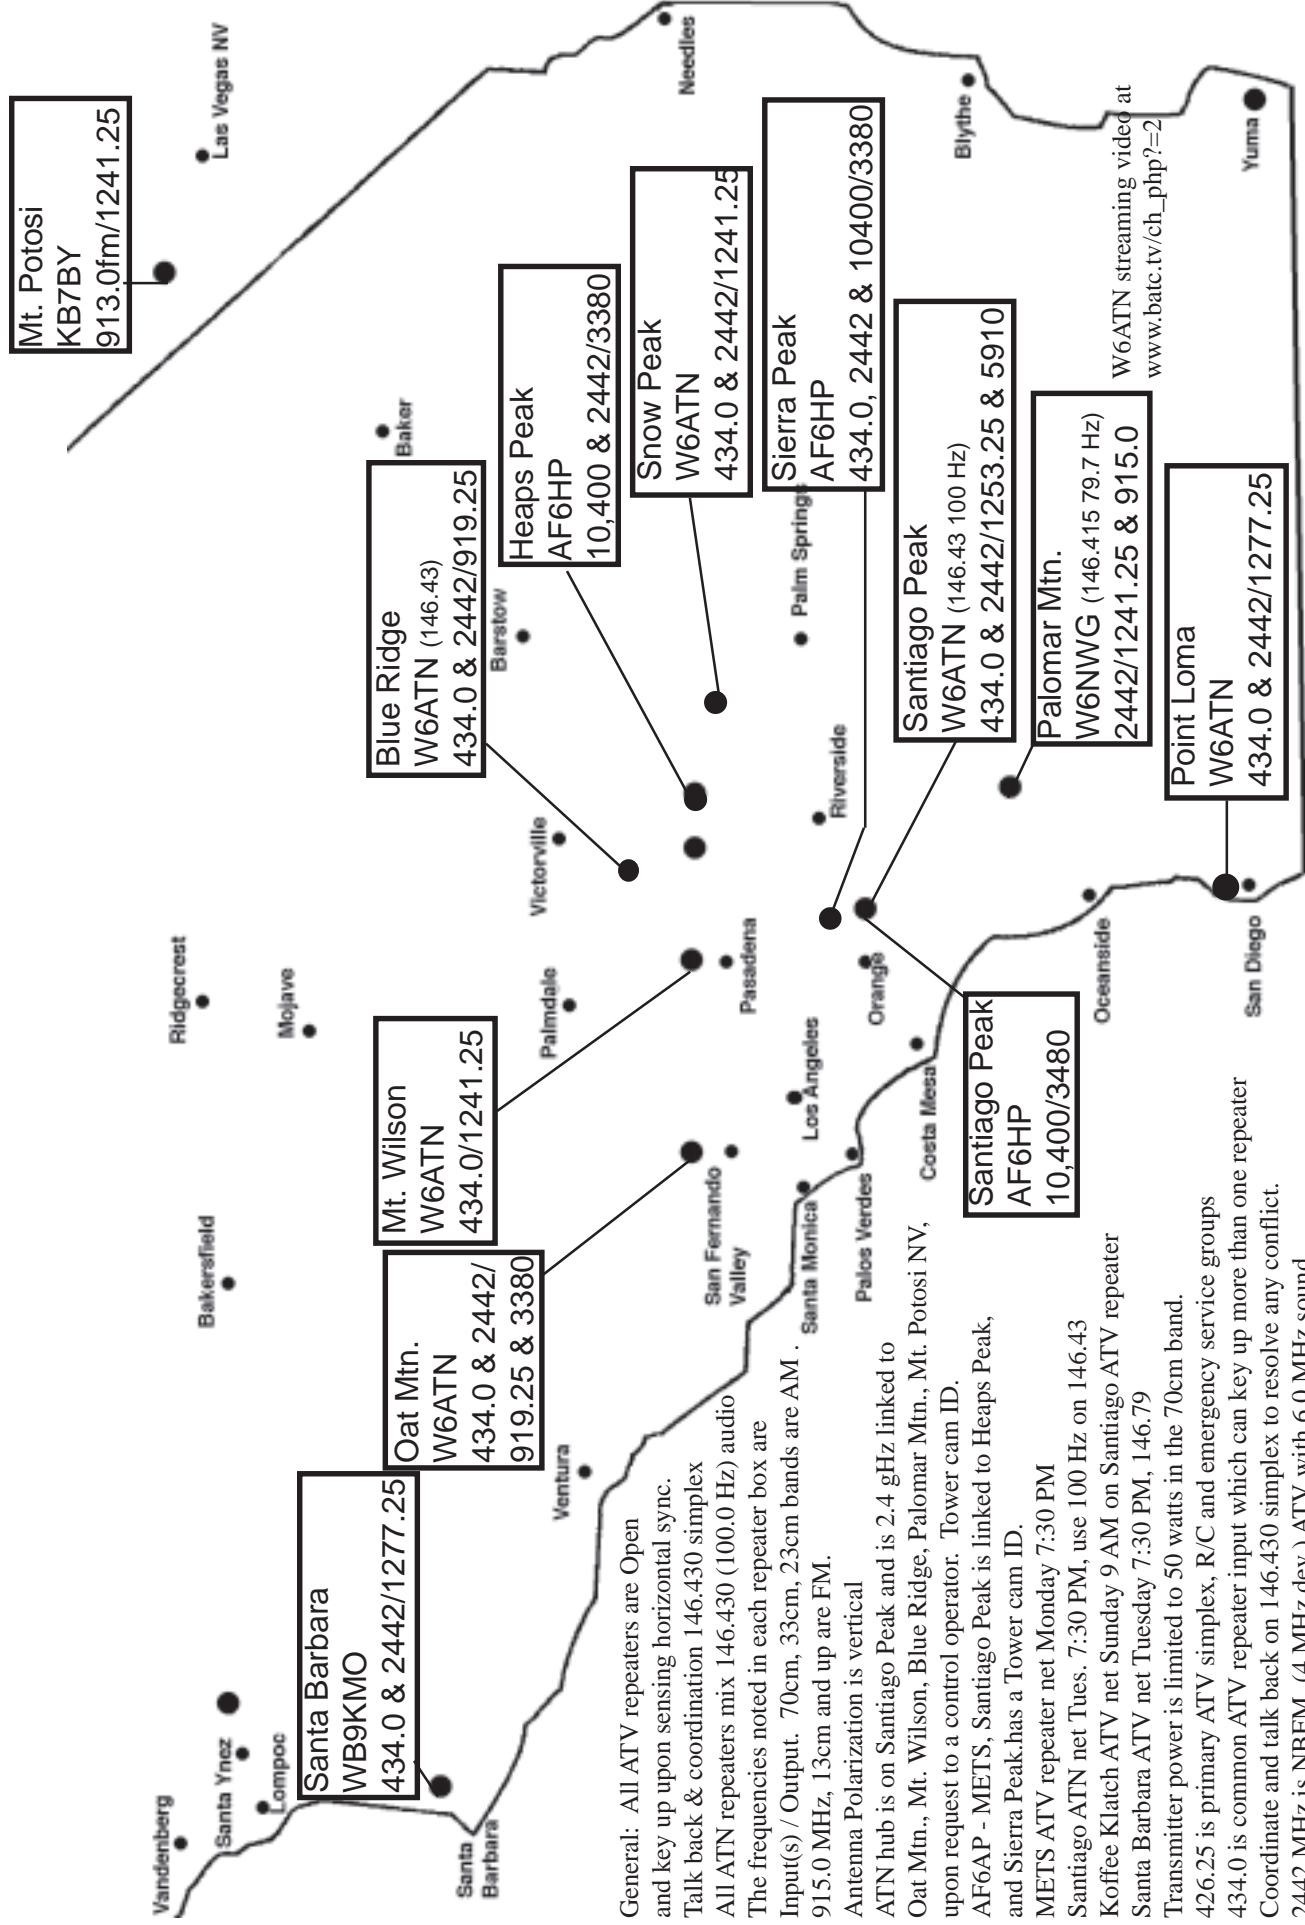 Mt. Potosi
KB7BY
913.0fm/1241.25
Las Vegas NV
Needles
Baker
Barstow
Blythe
Yuma
Palm Springs
Riverside
Victorville
Ridgecrest
Mojave
Palmdale
Pasadena
Los Angeles
Orange
Costa Mesa
Oceanside
San Diego
Bakersfield
San Fernando
Valley
Santa Monica
Palos Verdes
Ventura
Vandenberg
Santa Ynez
Lompoc
Santa
Barbara
Blue Ridge
W6ATN (146.43)
434.0 & 2442/919.25
Heaps Peak
AF6HP
10,400 & 2442/3380
Snow Peak
W6ATN
434.0 & 2442/1241.25
Sierra Peak
AF6HP
434.0, 2442 & 10400/3380
Santiago Peak
W6ATN (146.43 100 Hz)
434.0 & 2442/1253.25 & 5910
Palomar Mtn.
W6NWG (146.415 79.7 Hz)
2442/1241.25 & 915.0
Point Loma
W6ATN
434.0 & 2442/1277.25
W6ATN streaming video at
www.batc.tv/ch_php?=2
Mt. Wilson
W6ATN
434.0/1241.25
Oat Mtn.
W6ATN
434.0 & 2442/
919.25 & 3380
Santa Barbara
WB9KMO
434.0 & 2442/1277.25
Santiago Peak
AF6HP
10,400/3480
General: All ATV repeaters are Open
and key up upon sensing horizontal sync.
Talk back & coordination 146.430 simplex
All ATN repeaters mix 146.430 (100.0 Hz) audio
The frequencies noted in each repeater box are
Input(s) / Output. 70cm, 33cm, 23cm bands are AM .
915.0 MHz, 13cm and up are FM.
Antenna Polarization is vertical
ATN hub is on Santiago Peak and is 2.4 gHz linked to
Oat Mtn., Mt. Wilson, Blue Ridge, Palomar Mtn., Mt. Potosi NV,
upon request to a control operator. Tower cam ID.
AF6AP - METS, Santiago Peak is linked to Heaps Peak,
and Sierra Peak.has a Tower cam ID.
METS ATV repeater net Monday 7:30 PM
Santiago ATN net Tues. 7:30 PM, use 100 Hz on 146.43
Koffee Klatch ATV net Sunday 9 AM on Santiago ATV repeater
Santa Barbara ATV net Tuesday 7:30 PM, 146.79
Transmitter power is limited to 50 watts in the 70cm band.
426.25 is primary ATV simplex, R/C and emergency service groups
434.0 is common ATV repeater input which can key up more than one repeater
Coordinate and talk back on 146.430 simplex to resolve any conflict.
2442 MHz is NBFM (4 MHz dev.) ATV with 6.0 MHz sound